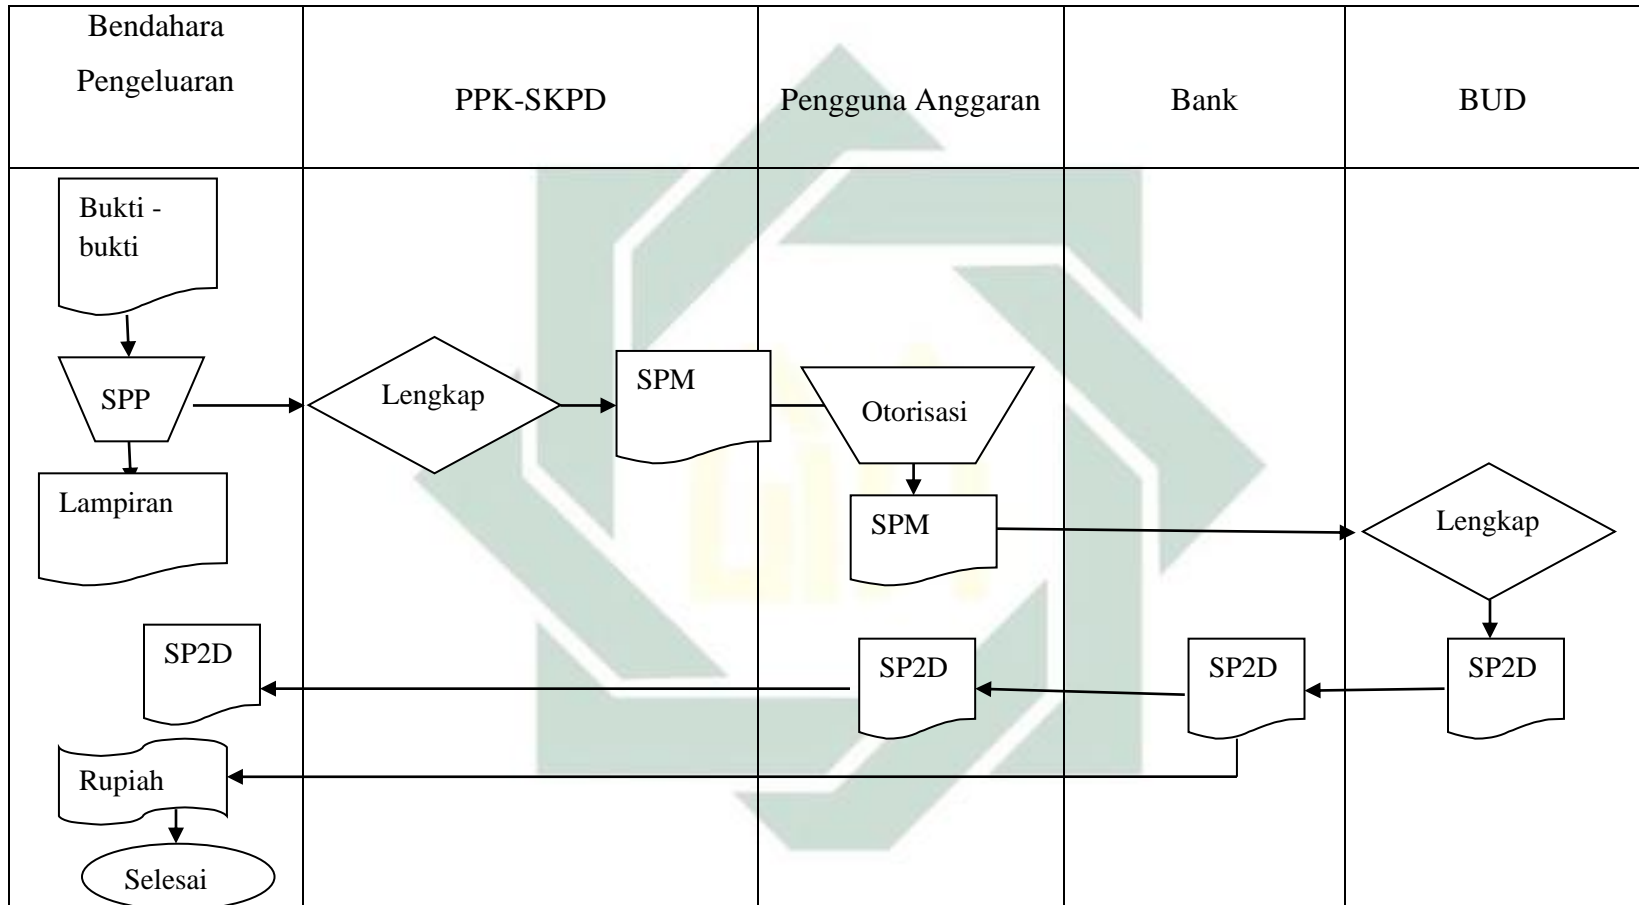 Bendahara
Pengeluaran
PPK-SKPD
Pengguna Anggaran
Bank
BUD
Bukti -
bukti
SPP
Lengkap
SPM
Otorisasi
Lampiran
SPM
Lengkap
SP2D
SP2D
SP2D
SP2D
Rupiah
Selesai